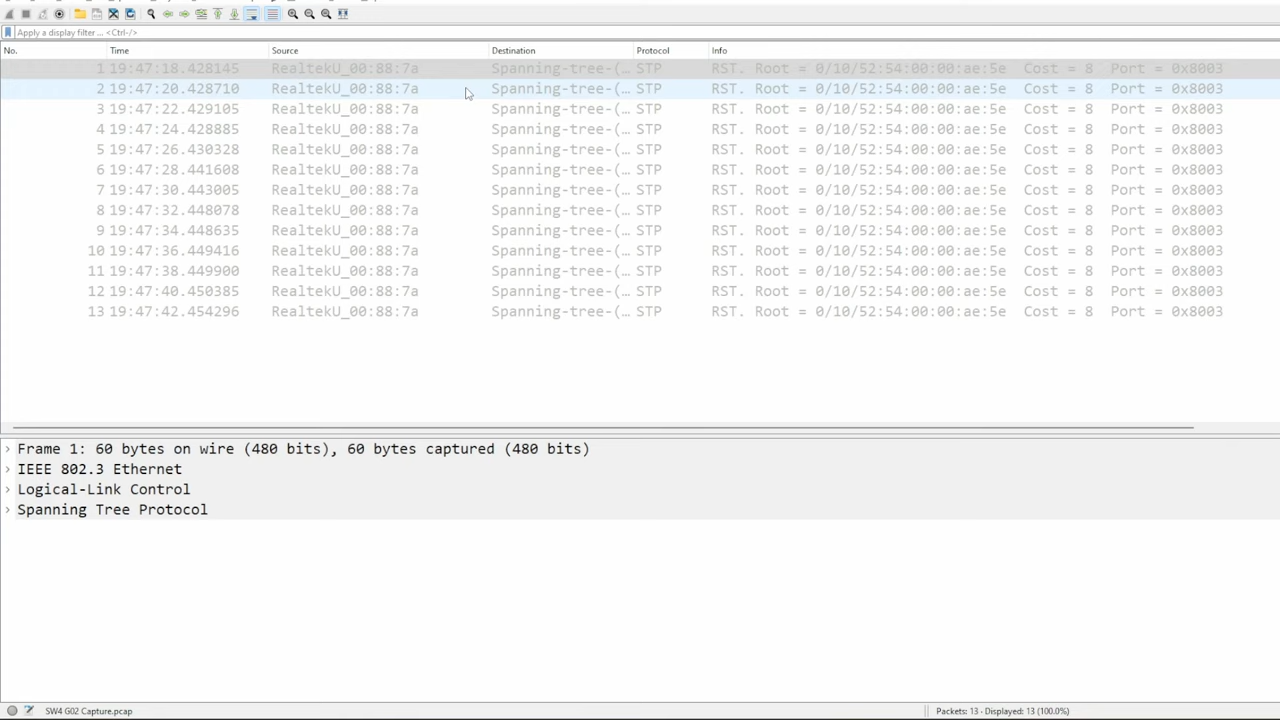 Apply a display filter ... <Ctrl-/>
No. Time Source Destination Protocol Info
1 19:47:18.428145 RealtekU_00:88:7a Spanning-tree-(… STP RST. Root = 0/10/52:54:00:00:ae:5e Cost = 8 Port = 0x8003
2 19:47:20.428710 RealtekU_00:88:7a Spanning-tree-(… STP RST. Root = 0/10/52:54:00:00:ae:5e Cost = 8 Port = 0x8003
3 19:47:22.429105 RealtekU_00:88:7a Spanning-tree-(… STP RST. Root = 0/10/52:54:00:00:ae:5e Cost = 8 Port = 0x8003
4 19:47:24.428885 RealtekU_00:88:7a Spanning-tree-(… STP RST. Root = 0/10/52:54:00:00:ae:5e Cost = 8 Port = 0x8003
5 19:47:26.430328 RealtekU_00:88:7a Spanning-tree-(… STP RST. Root = 0/10/52:54:00:00:ae:5e Cost = 8 Port = 0x8003
6 19:47:28.441608 RealtekU_00:88:7a Spanning-tree-(… STP RST. Root = 0/10/52:54:00:00:ae:5e Cost = 8 Port = 0x8003
7 19:47:30.443005 RealtekU_00:88:7a Spanning-tree-(… STP RST. Root = 0/10/52:54:00:00:ae:5e Cost = 8 Port = 0x8003
8 19:47:32.448078 RealtekU_00:88:7a Spanning-tree-(… STP RST. Root = 0/10/52:54:00:00:ae:5e Cost = 8 Port = 0x8003
9 19:47:34.448635 RealtekU_00:88:7a Spanning-tree-(… STP RST. Root = 0/10/52:54:00:00:ae:5e Cost = 8 Port = 0x8003
10 19:47:36.449416 RealtekU_00:88:7a Spanning-tree-(… STP RST. Root = 0/10/52:54:00:00:ae:5e Cost = 8 Port = 0x8003
11 19:47:38.449900 RealtekU_00:88:7a Spanning-tree-(… STP RST. Root = 0/10/52:54:00:00:ae:5e Cost = 8 Port = 0x8003
12 19:47:40.450385 RealtekU_00:88:7a Spanning-tree-(… STP RST. Root = 0/10/52:54:00:00:ae:5e Cost = 8 Port = 0x8003
13 19:47:42.454296 RealtekU_00:88:7a Spanning-tree-(… STP RST. Root = 0/10/52:54:00:00:ae:5e Cost = 8 Port = 0x8003
Frame 1: 60 bytes on wire (480 bits), 60 bytes captured (480 bits)
IEEE 802.3 Ethernet
Logical-Link Control
Spanning Tree Protocol
SW4 G02 Capture.pcap
Packets: 13 · Displayed: 13 (100.0%)